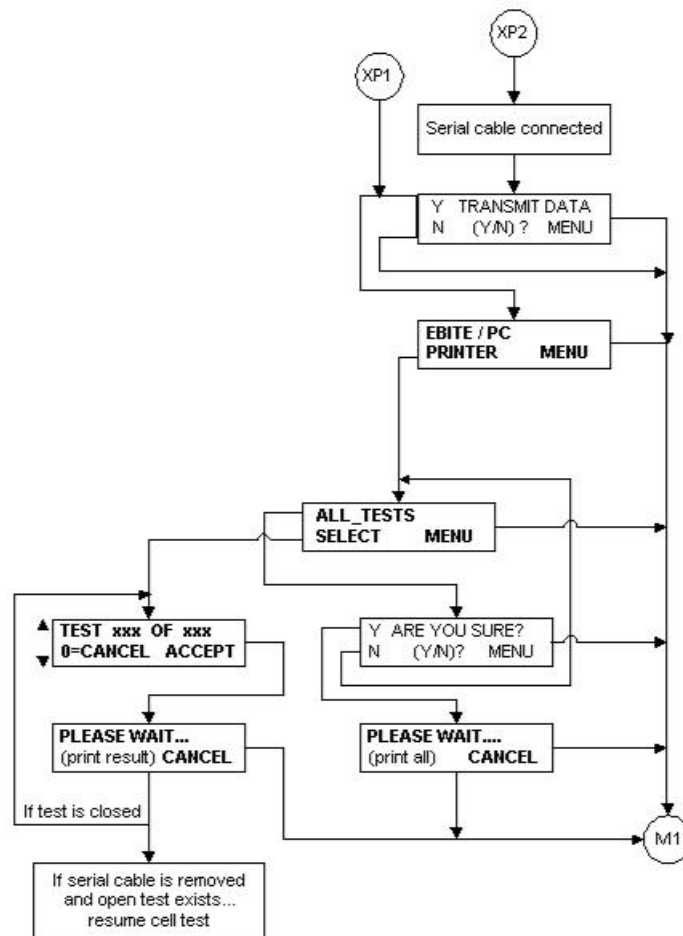 XP2
XP1
Serial cable connected
Y TRANSMIT DATA
N (Y/N) ? MENU
EBITE / PC
PRINTER MENU
ALL_TESTS
SELECT MENU
TEST xxx OF xxx
0=CANCEL ACCEPT
Y ARE YOU SURE?
N (Y/N)? MENU
PLEASE WAIT...
(print result) CANCEL
PLEASE WAIT....
(print all) CANCEL
If test is closed
M1
If serial cable is removed
and open test exists...
resume cell test